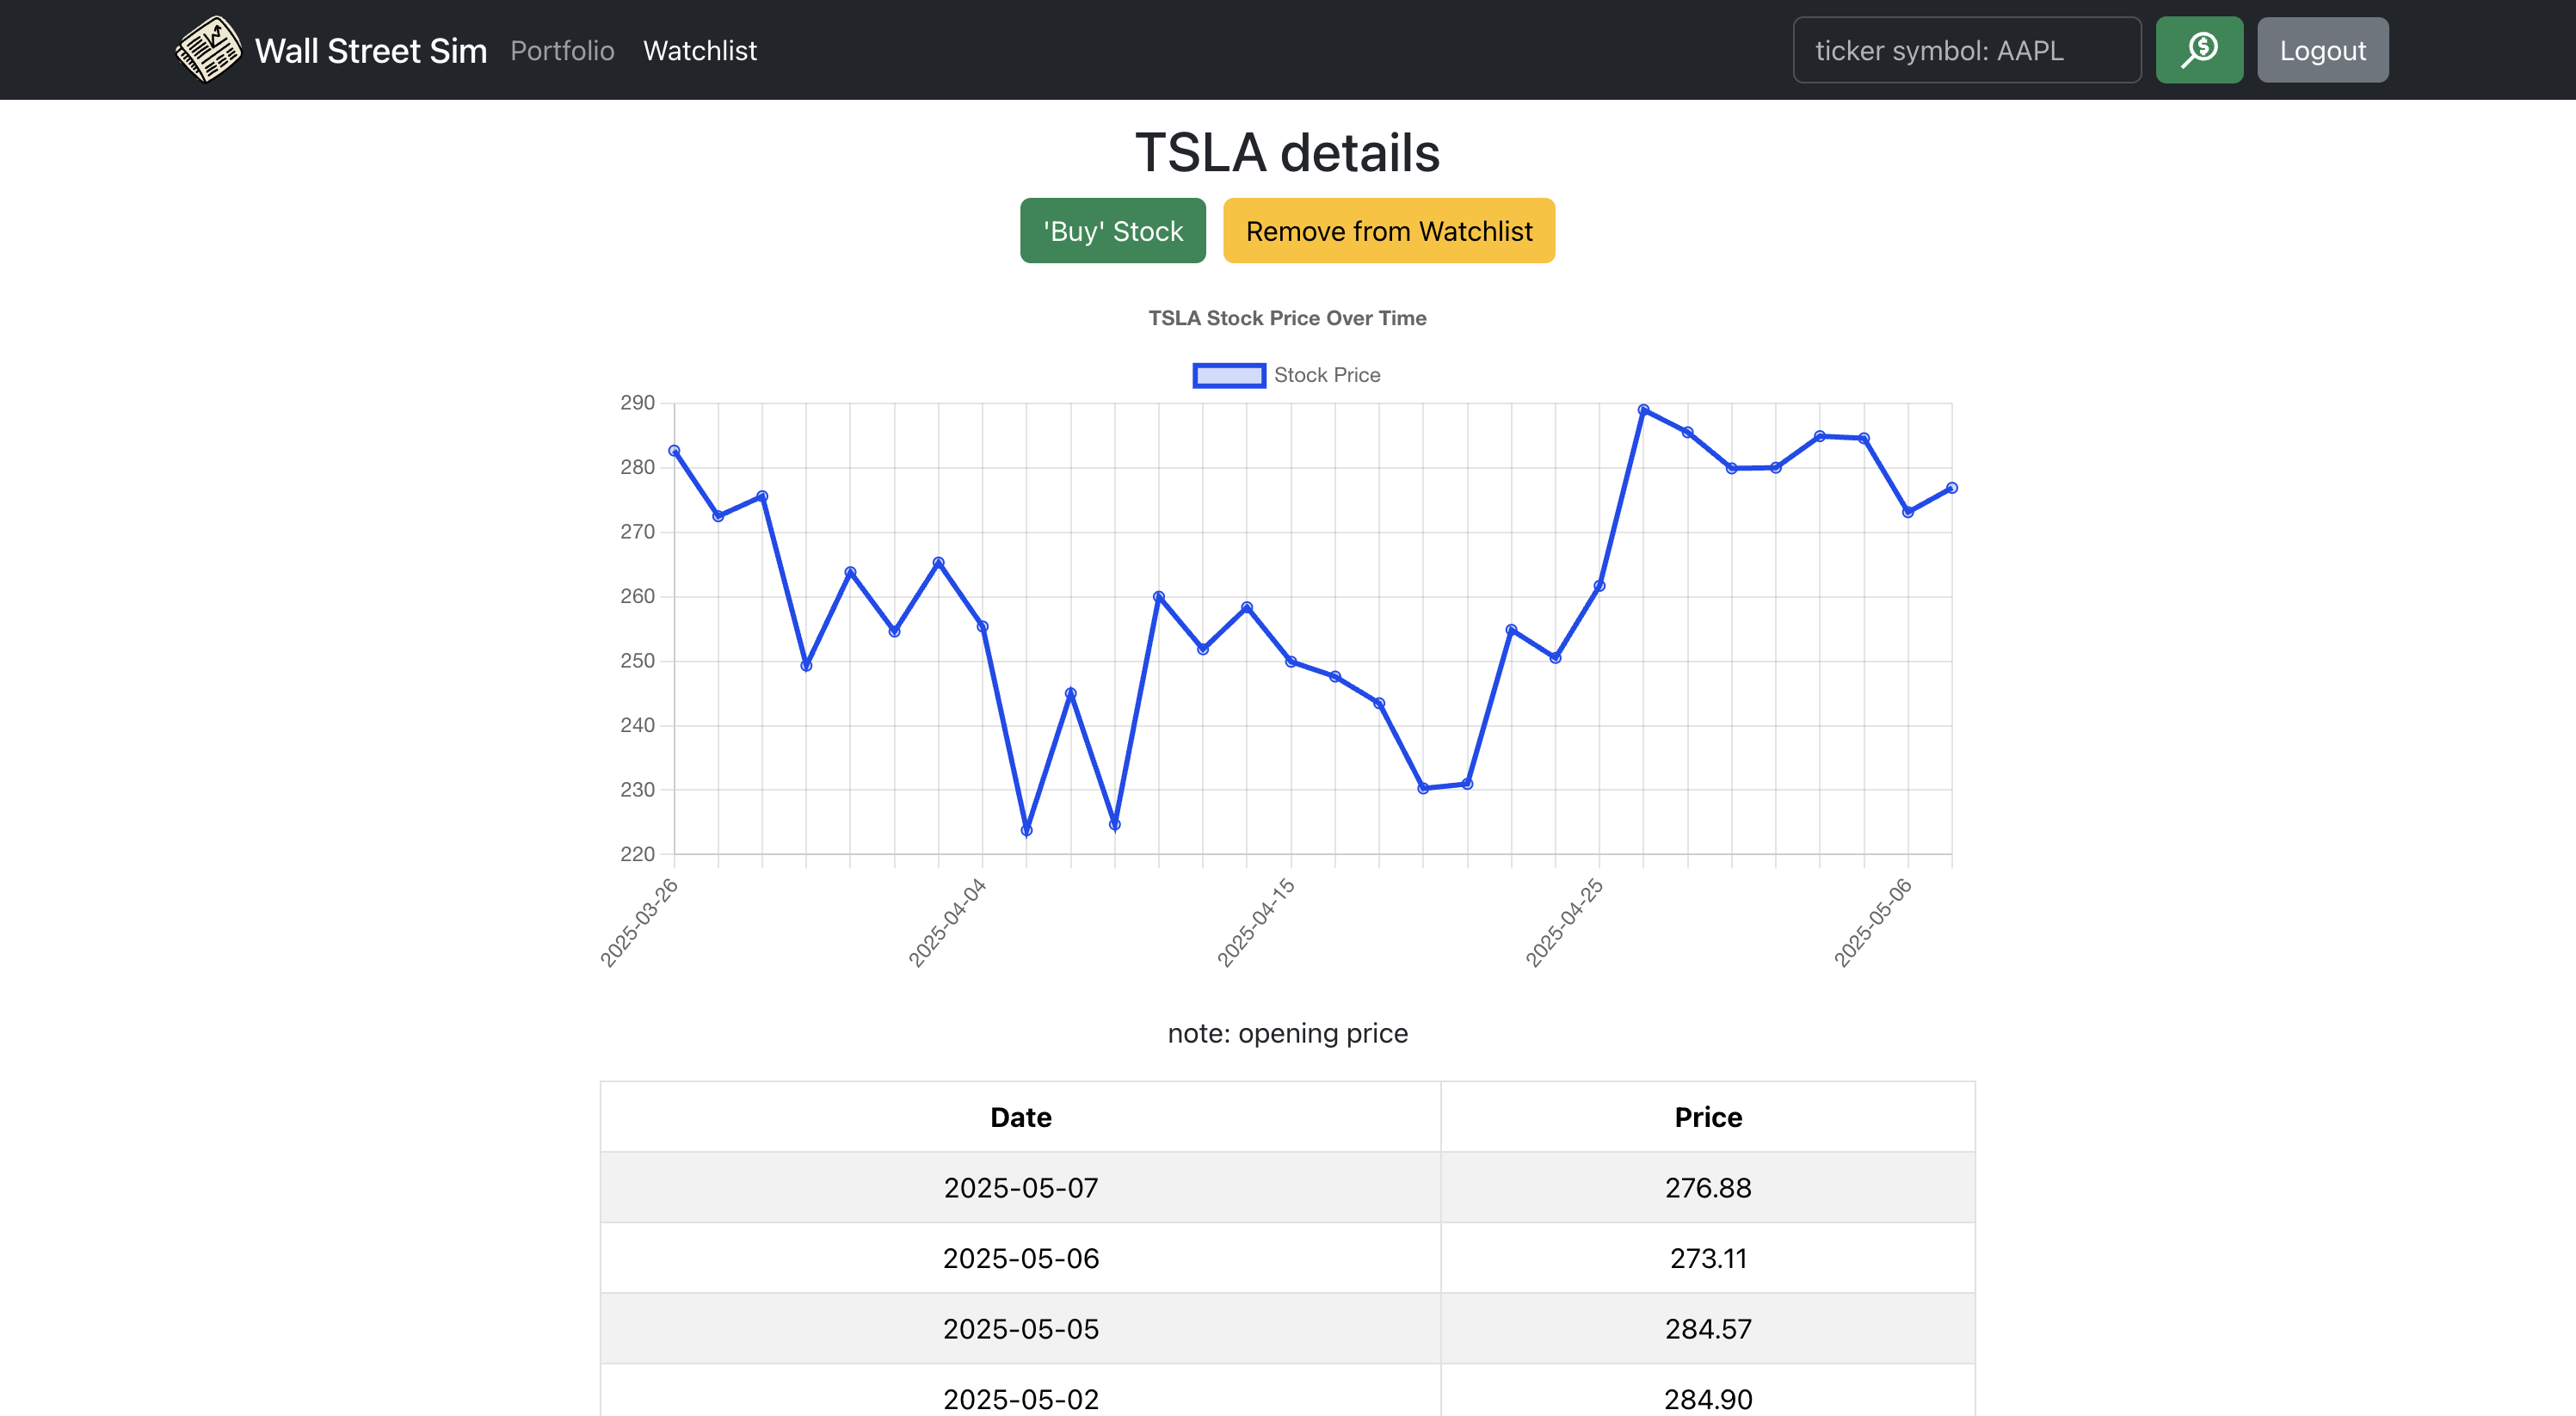 Wall Street Sim Portfolio Watchlist ticker symbol: AAPL Logout
TSLA details
'Buy' Stock Remove from Watchlist
TSLA Stock Price Over Time
Stock Price
290
280
270
260
250
240
230
220
2025-03-26 2025-04-04 2025-04-15 2025-04-25 2025-05-06
note: opening price
Date Price
2025-05-07 276.88
2025-05-06 273.11
2025-05-05 284.57
2025-05-02 284.90